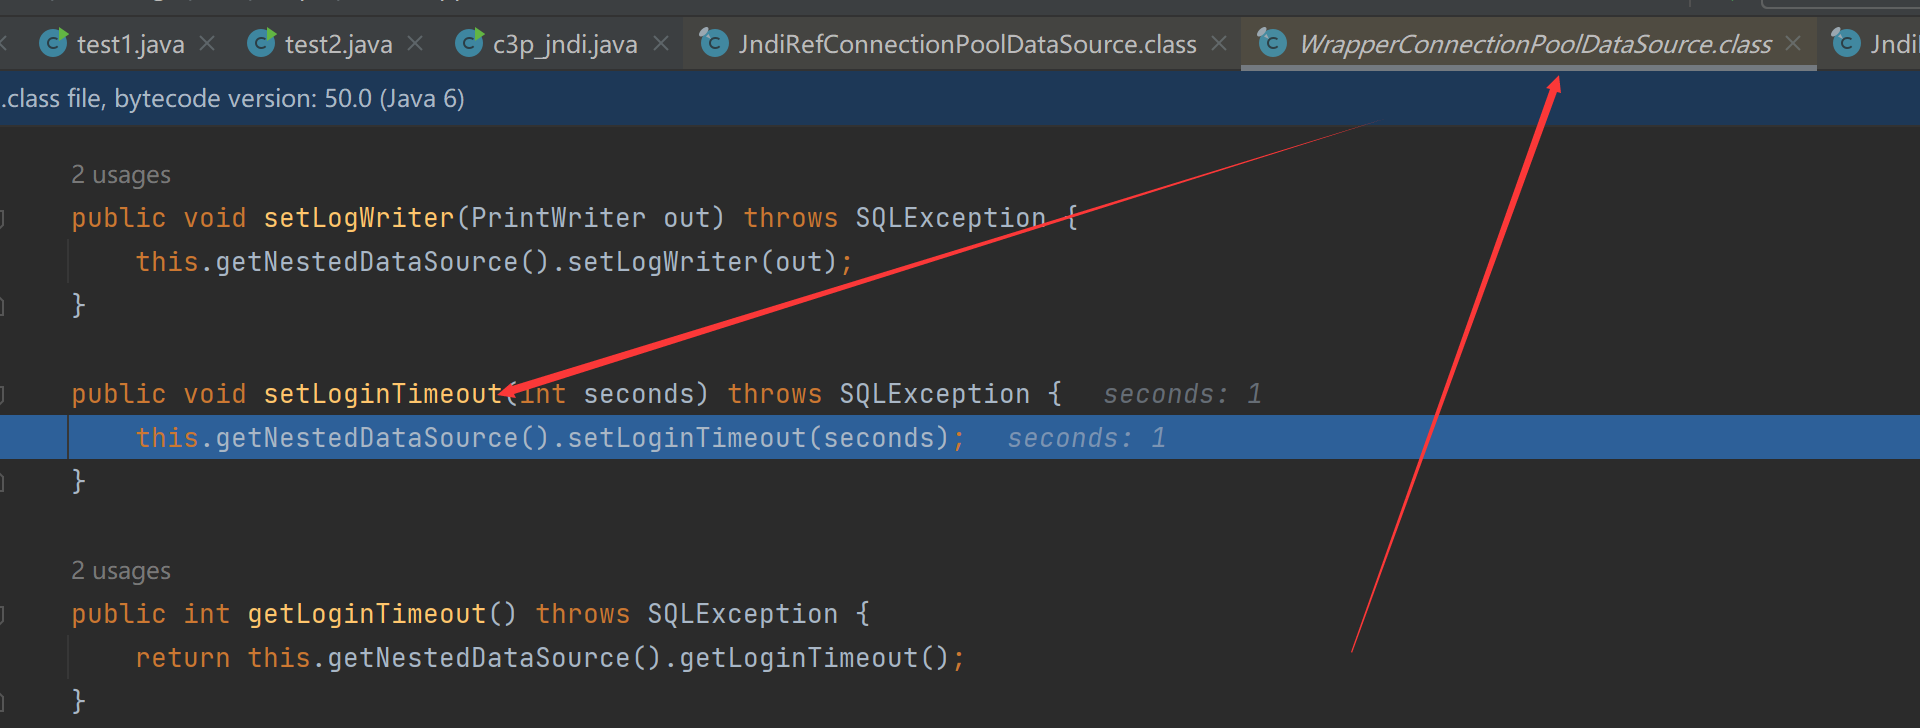 test1.java test2.java c3p_jndi.java JndiRefConnectionPoolDataSource.class WrapperConnectionPoolDataSource.class
.class file, bytecode version: 50.0 (Java 6)
2 usages
public void setLogWriter(PrintWriter out) throws SQLException {
this.getNestedDataSource().setLogWriter(out);
}
public void setLoginTimeout(int seconds) throws SQLException { seconds: 1
this.getNestedDataSource().setLoginTimeout(seconds); seconds: 1
}
2 usages
public int getLoginTimeout() throws SQLException {
return this.getNestedDataSource().getLoginTimeout();
}